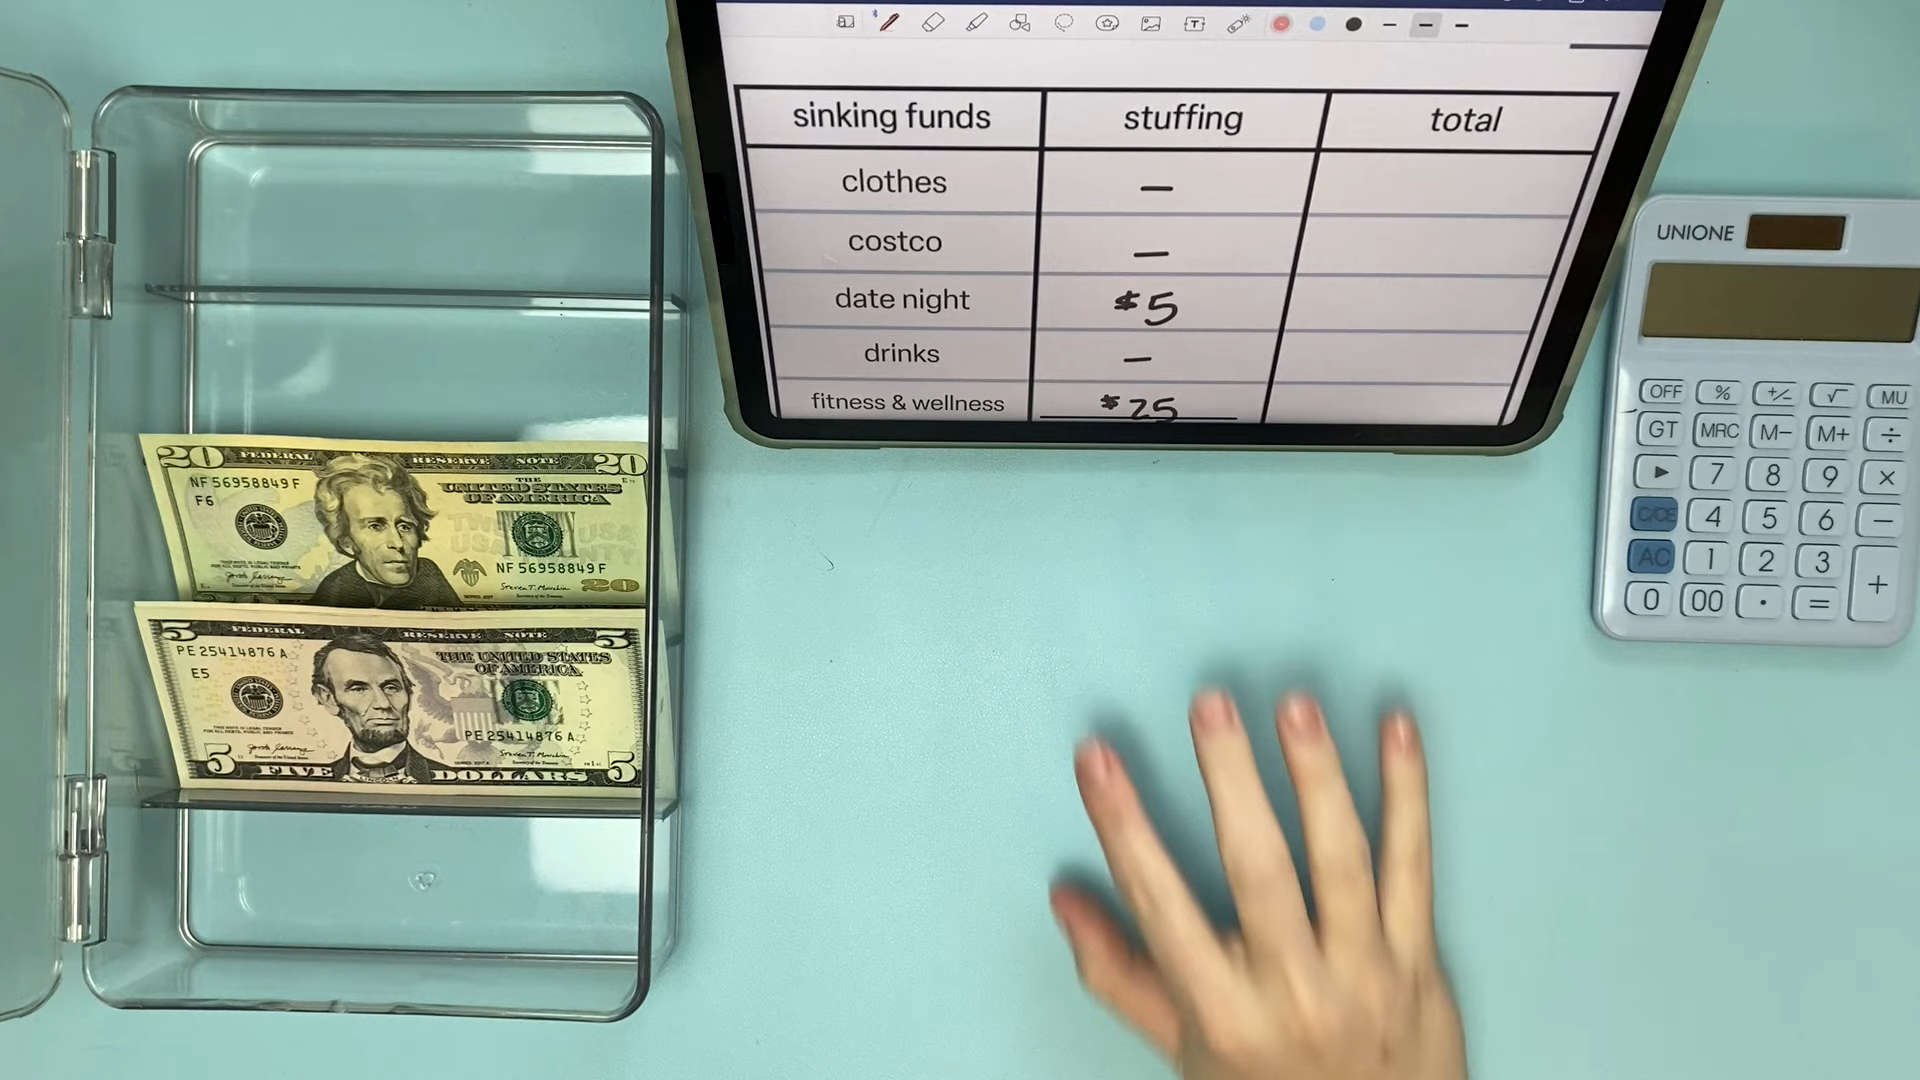 sinking funds stuffing total
clothes —
costco —
date night $5
drinks —
fitness & wellness $25
UNIONE
OFF % +/− √ MU
GT MRC M− M+ ÷
▶ 7 8 9 ×
C/CE 4 5 6 −
AC 1 2 3 +
0 00 . =
20 FEDERAL RESERVE NOTE 20
NF 56958849 F
F6
THE UNITED STATES
OF AMERICA
NF 56958849 F
20
5 FEDERAL RESERVE NOTE 5
PE 25414876 A
E5
THE UNITED STATES
OF AMERICA
PE 25414876 A
5 FIVE DOLLARS 5